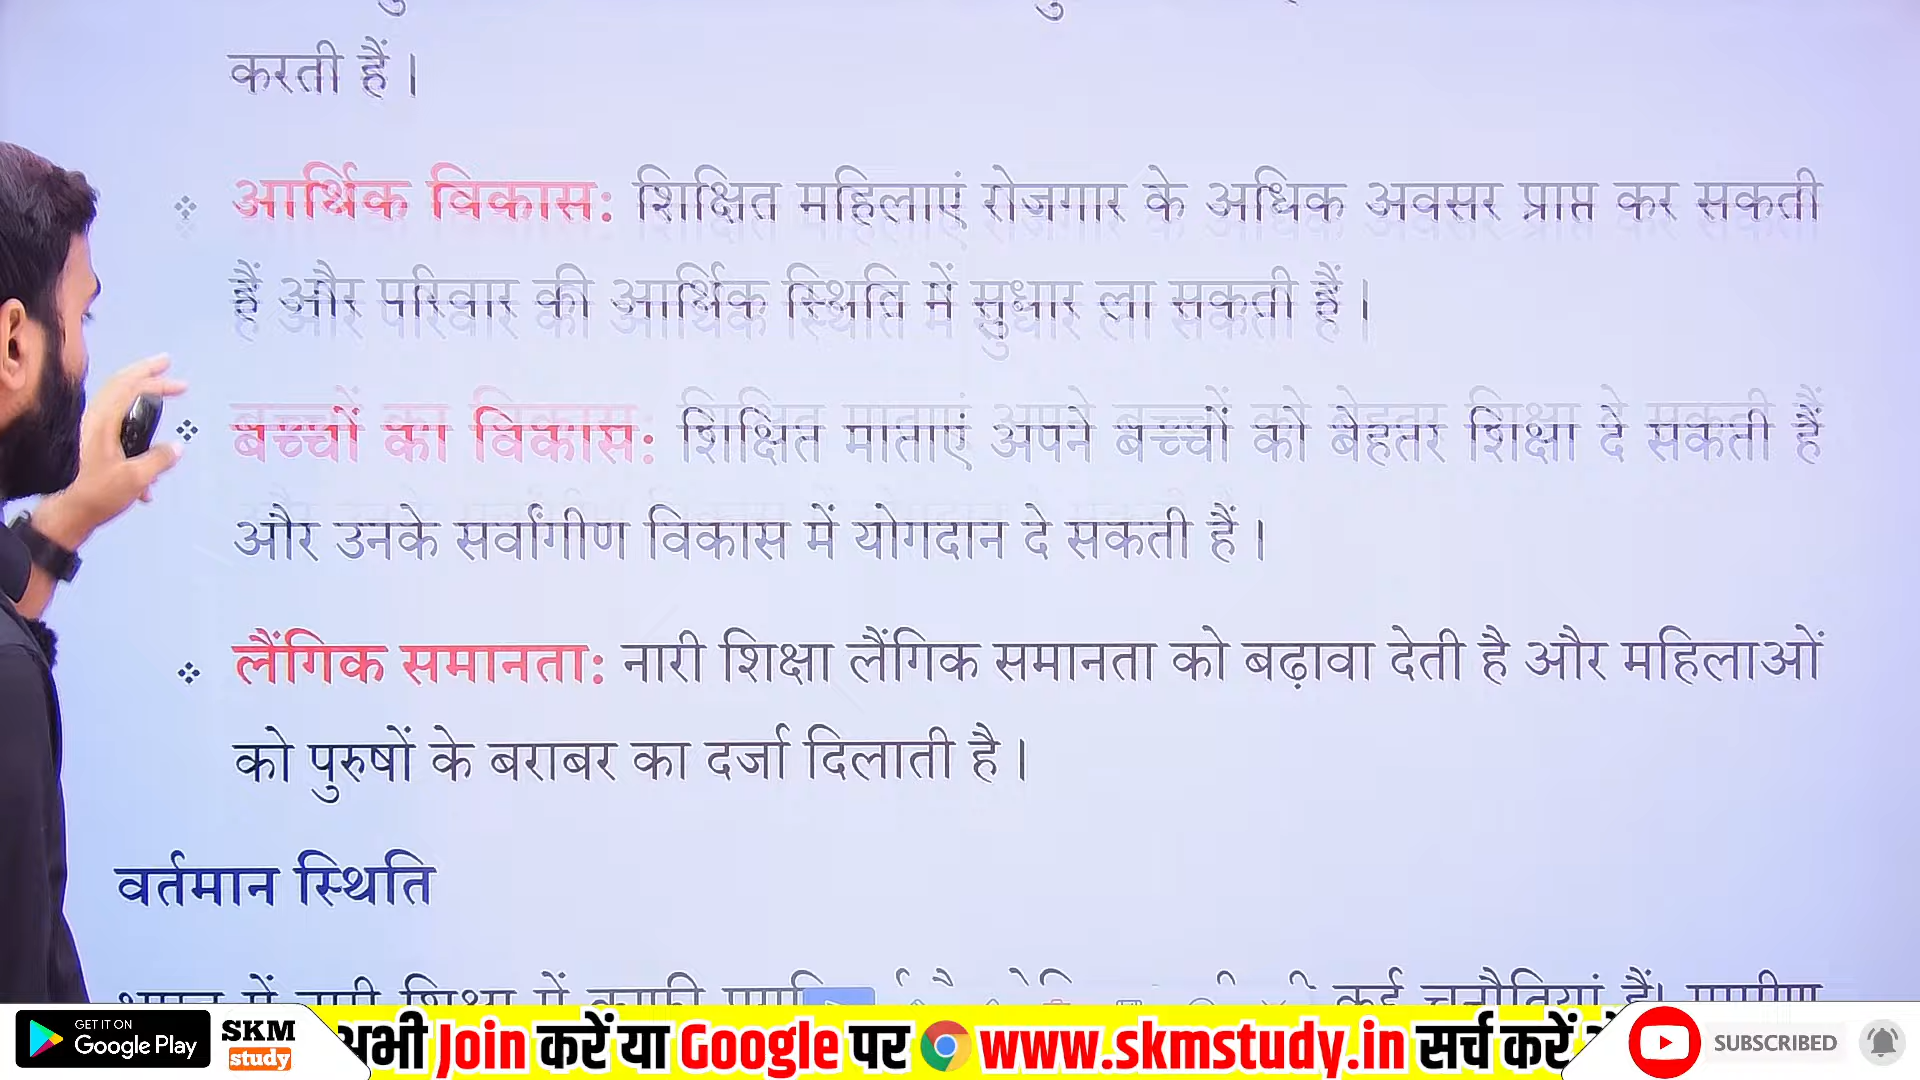 करती हैं।
❖ आर्थिक विकास: शिक्षित महिलाएं रोजगार के अधिक अवसर प्राप्त कर सकती
हैं और परिवार की आर्थिक स्थिति में सुधार ला सकती हैं।
❖ बच्चों का विकास: शिक्षित माताएं अपने बच्चों को बेहतर शिक्षा दे सकती हैं
और उनके सर्वांगीण विकास में योगदान दे सकती हैं।
❖ लैंगिक समानता: नारी शिक्षा लैंगिक समानता को बढ़ावा देती है और महिलाओं
को पुरुषों के बराबर का दर्जा दिलाती है।
वर्तमान स्थिति
में नारी शिक्षा में काफी कई चुनौतियां हैं। ग्रामीण
GET IT ON
Google Play
SKM
study
अभी Join करें या Google पर www.skmstudy.in सर्च करें
SUBSCRIBED